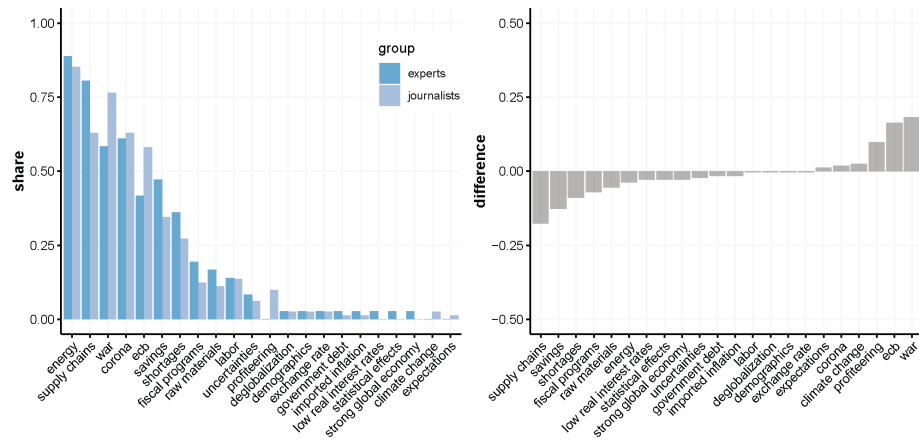 1.00
0.75
0.50
0.25
0.00
share
group
experts
journalists
energy
supply chains
war
corona
ecb
savings
shortages
fiscal programs
raw materials
labor
uncertainties
profiteering
deglobalization
demographics
exchange rate
government debt
imported inflation
low real interest rates
statistical effects
strong global economy
climate change
expectations
0.50
0.25
0.00
−0.25
−0.50
difference
supply chains
savings
shortages
fiscal programs
raw materials
energy
low real interest rates
statistical effects
strong global economy
uncertainties
government debt
imported inflation
labor
deglobalization
demographics
exchange rate
expectations
corona
climate change
profiteering
ecb
war